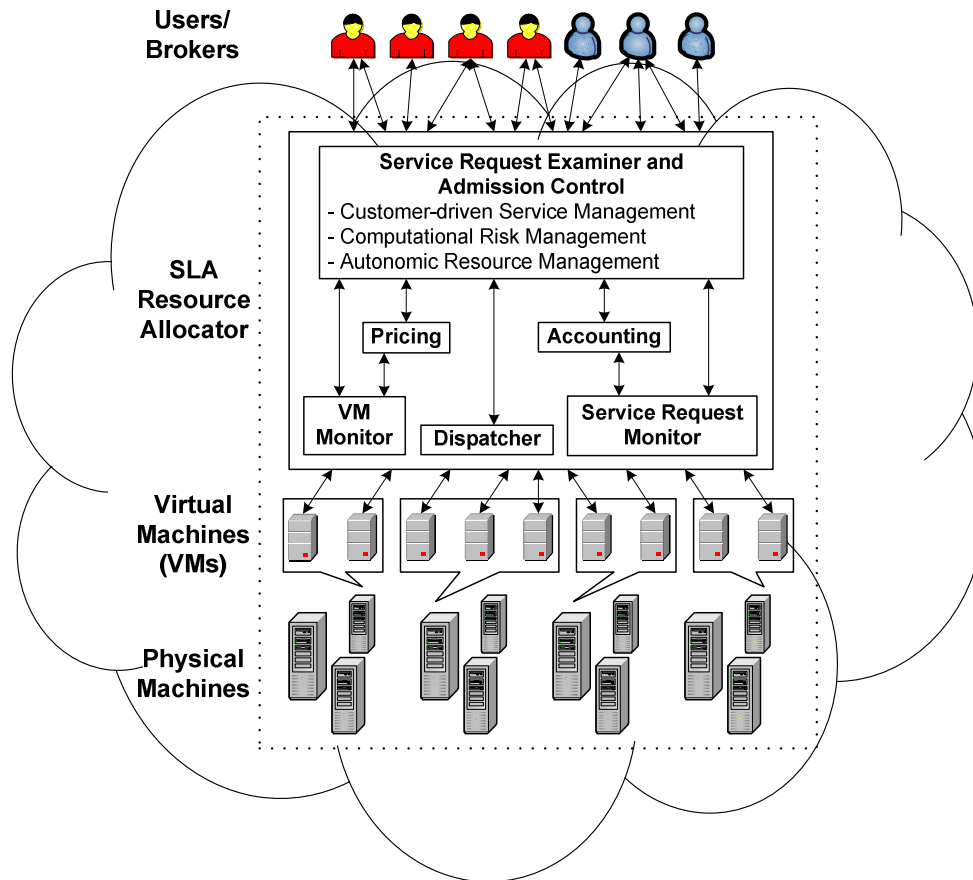 Users/
Brokers
Service Request Examiner and
Admission Control
- Customer-driven Service Management
- Computational Risk Management
- Autonomic Resource Management
SLA
Resource
Allocator
Pricing
Accounting
VM
Monitor
Dispatcher
Service Request
Monitor
Virtual
Machines
(VMs)
Physical
Machines